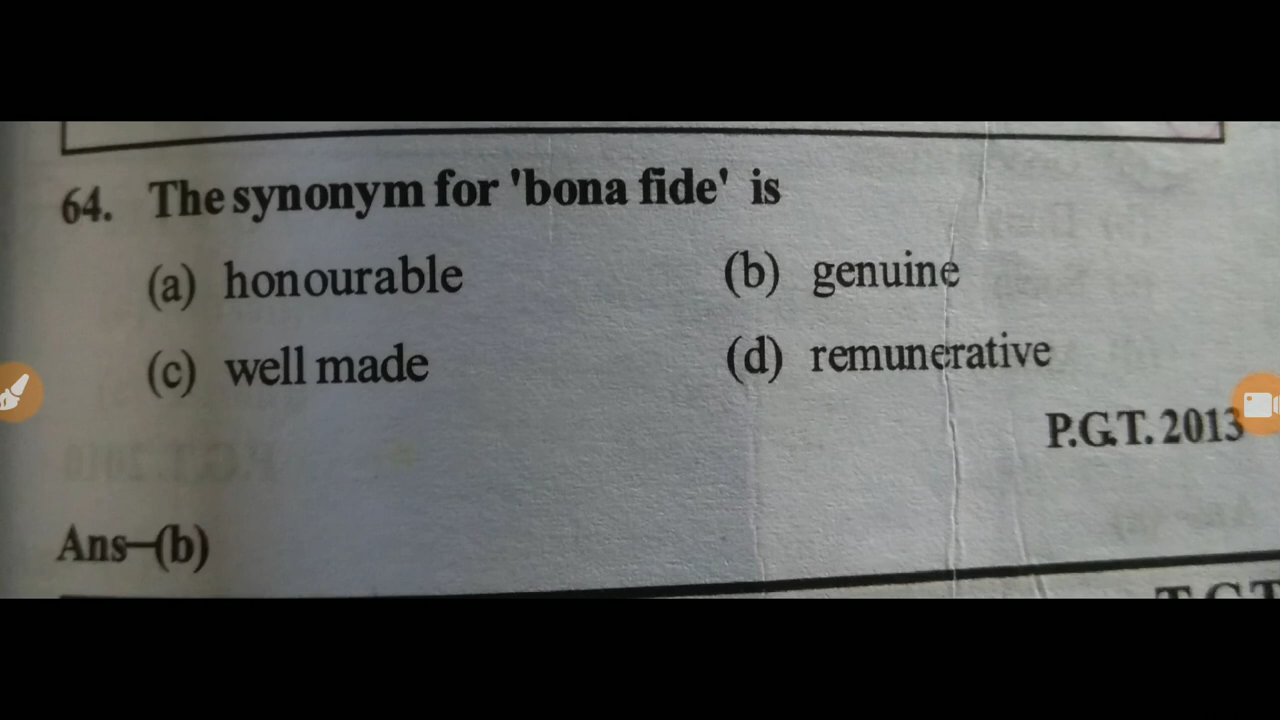 64. The synonym for 'bona fide' is
(a) honourable (b) genuine
(c) well made (d) remunerative
P.G.T. 2013
Ans–(b)